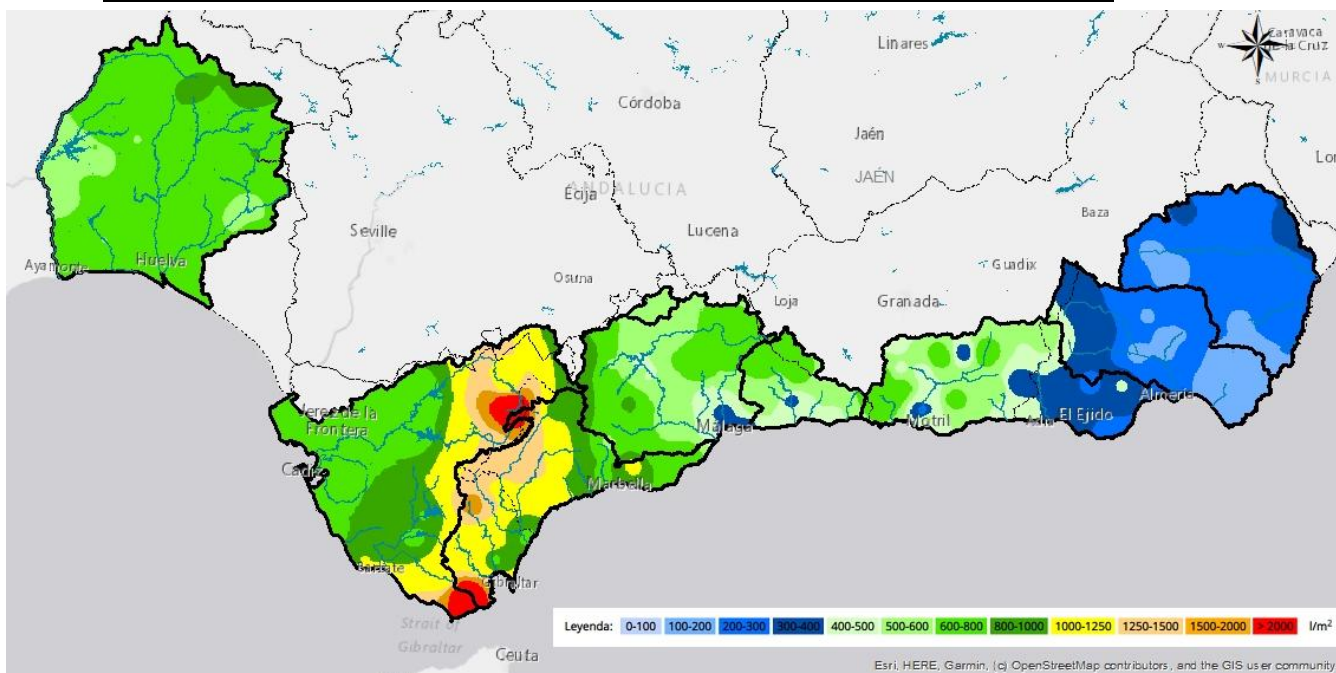 Linares
Caravaca
de la Cruz
W
S
MURCIA
Córdoba
Jaén
JAÉN
ANDALUCIA
Écija
Baza
Seville
Lucena
Ayamonte
Huelva
Osuna
Guadix
Loja
Granada
Jerez de la
Frontera
Cádiz
Málaga
Motril
Adra
El Ejido
Almería
Marbella
Barbate
Gibraltar
Strait of
Gibraltar
Ceuta
Leyenda: 0-100 100-200 200-300 300-400 400-500 500-600 600-800 800-1000 1000-1250 1250-1500 1500-2000 > 2000 l/m²
Esri, HERE, Garmin, (c) OpenStreetMap contributors, and the GIS user community